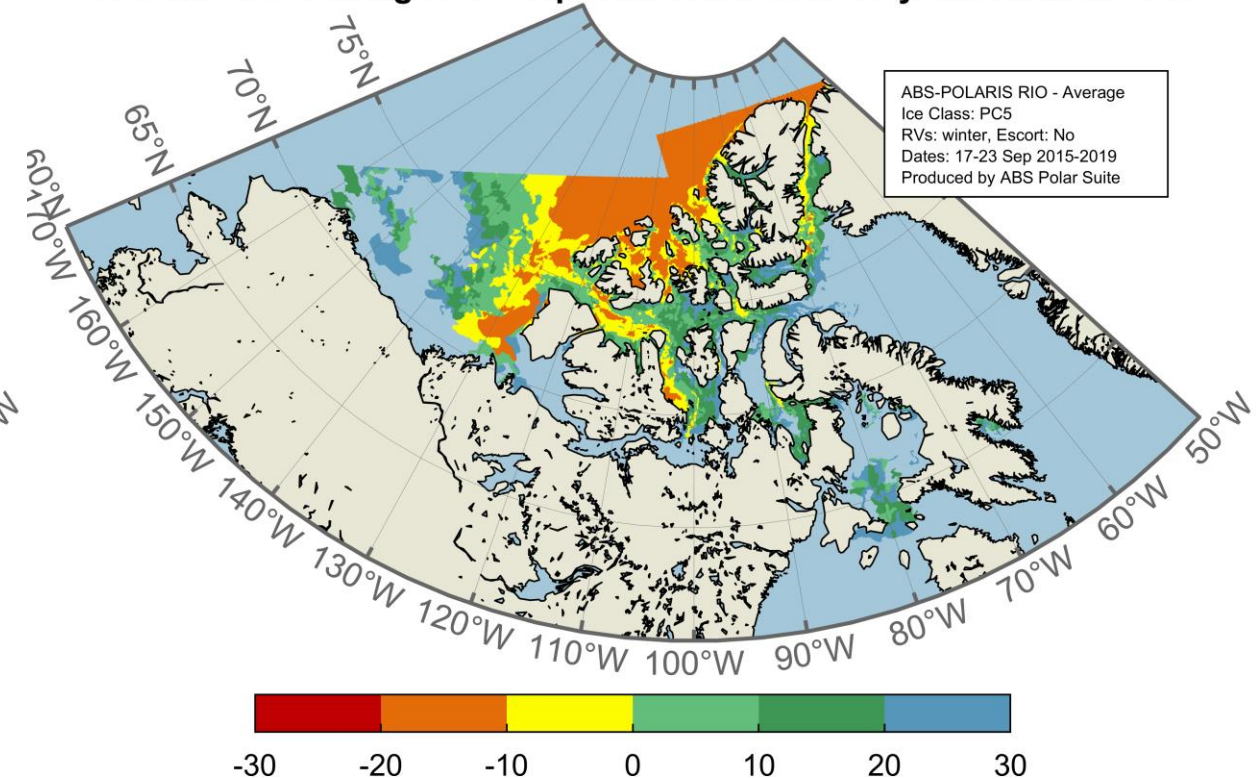 75°N
70°N
65°N
60°N
170°W
160°W
150°W
140°W
130°W
120°W
110°W
100°W
90°W
80°W
70°W
60°W
50°W
ABS-POLARIS RIO - Average
Ice Class: PC5
RVs: winter, Escort: No
Dates: 17-23 Sep 2015-2019
Produced by ABS Polar Suite
-30 -20 -10 0 10 20 30